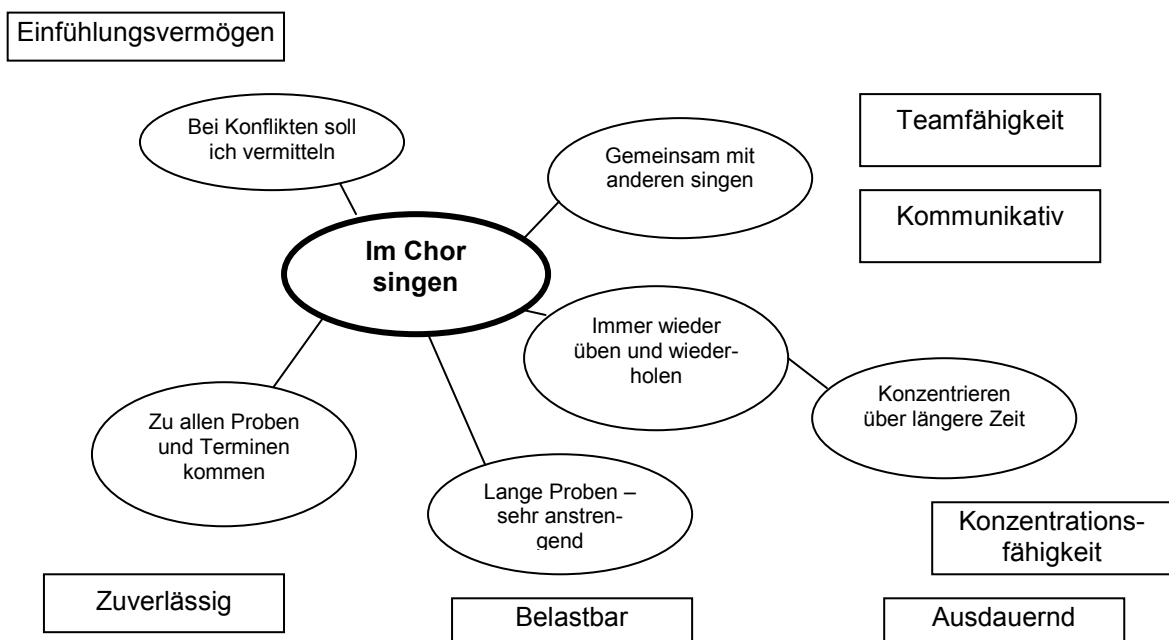 Einfühlungsvermögen
Bei Konflikten soll
ich vermitteln
Gemeinsam mit
anderen singen
Teamfähigkeit
Kommunikativ
Im Chor
singen
Immer wieder
üben und wieder-
holen
Konzentrieren
über längere Zeit
Zu allen Proben
und Terminen
kommen
Lange Proben –
sehr anstren-
gend
Konzentrations-
fähigkeit
Zuverlässig
Belastbar
Ausdauernd